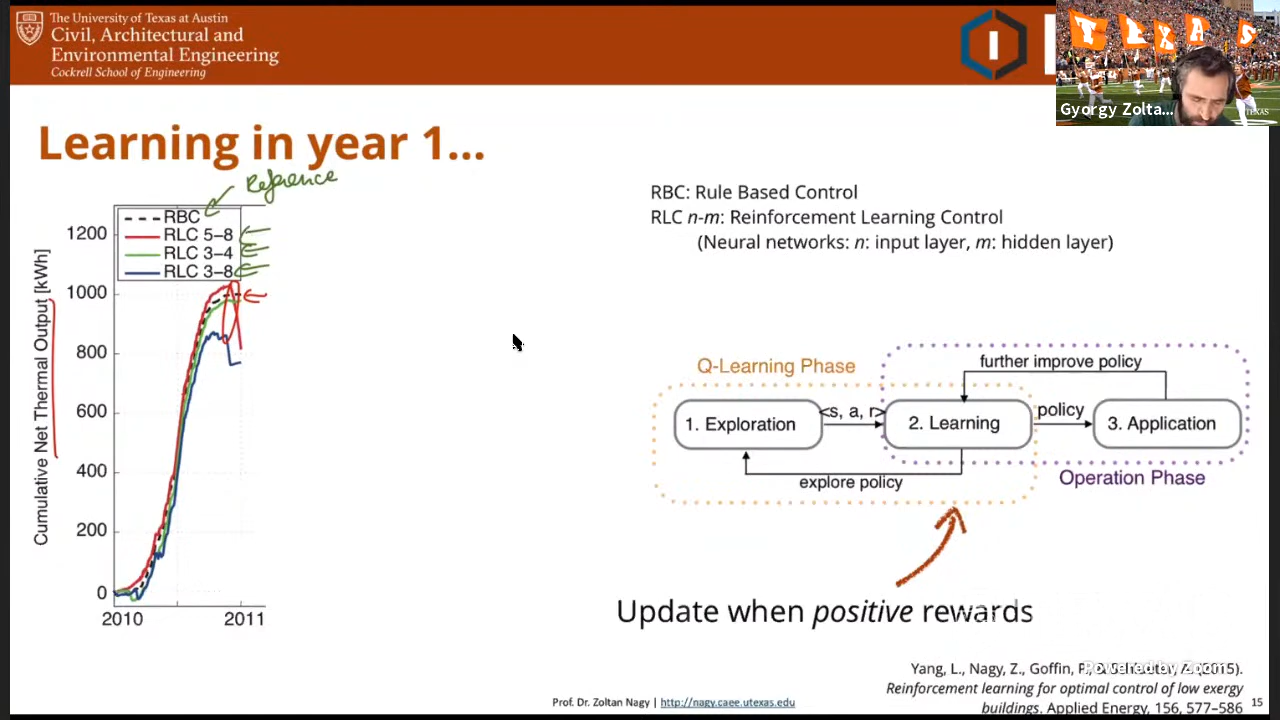 The University of Texas at Austin
Civil, Architectural and
Environmental Engineering
Cockrell School of Engineering
I
TEXAS
TEXAS
Gyorgy Zolta...
Learning in year 1...
Reference
RBC
RLC 5–8
RLC 3–4
RLC 3–8
1200
1000
800
600
400
200
0
2010
2011
Cumulative Net Thermal Output [kWh]
RBC: Rule Based Control
RLC n-m: Reinforcement Learning Control
(Neural networks: n: input layer, m: hidden layer)
Q-Learning Phase
further improve policy
1. Exploration
<s, a, r>
2. Learning
policy
3. Application
explore policy
Operation Phase
Update when positive rewards
Yang, L., Nagy, Z., Goffin, P., (2015).
Powered by Zoom
Reinforcement learning for optimal control of low exergy
buildings. Applied Energy, 156, 577–586
Prof. Dr. Zoltan Nagy | http://nagy.caee.utexas.edu
15